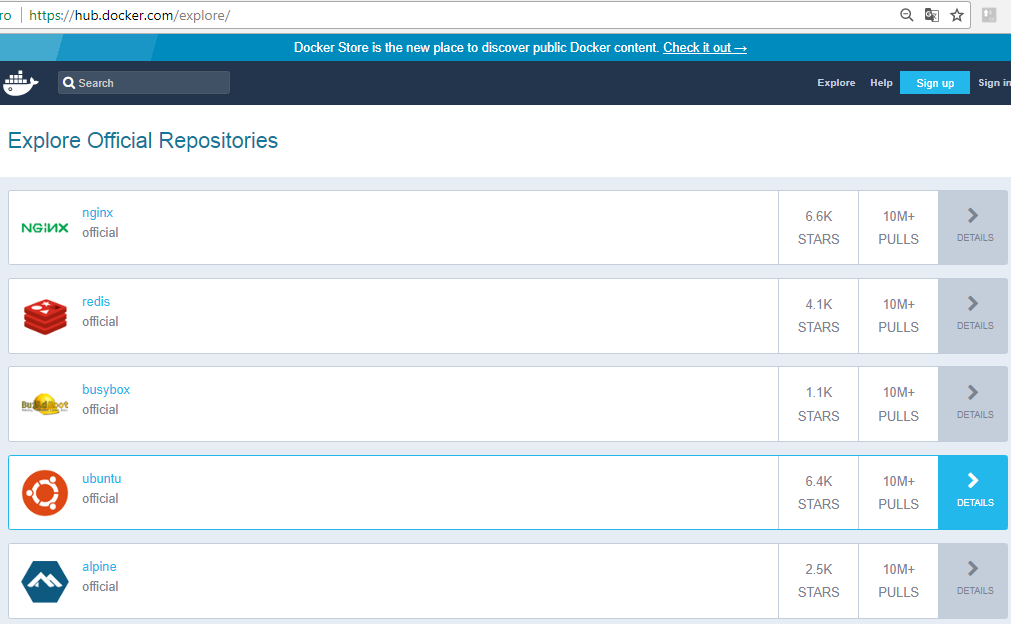 ro https://hub.docker.com/explore/
Docker Store is the new place to discover public Docker content. Check it out →
Search Explore Help Sign up Sign in
Explore Official Repositories
NGINX
nginx
official
6.6K
STARS
10M+
PULLS
DETAILS
redis
official
4.1K
STARS
10M+
PULLS
DETAILS
busybox
official
1.1K
STARS
10M+
PULLS
DETAILS
ubuntu
official
6.4K
STARS
10M+
PULLS
DETAILS
alpine
official
2.5K
STARS
10M+
PULLS
DETAILS